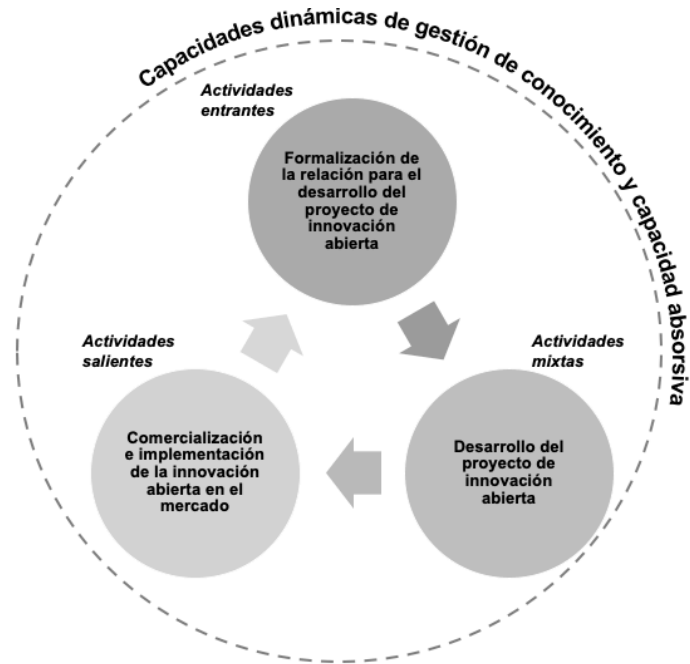 Capacidades dinámicas de gestión de conocimiento y capacidad absorsiva
Actividades
entrantes
Formalización de
la relación para el
desarrollo del
proyecto de
innovación
abierta
Actividades
salientes
Actividades
mixtas
Comercialización
e implementación
de la innovación
abierta en el
mercado
Desarrollo del
proyecto de
innovación
abierta